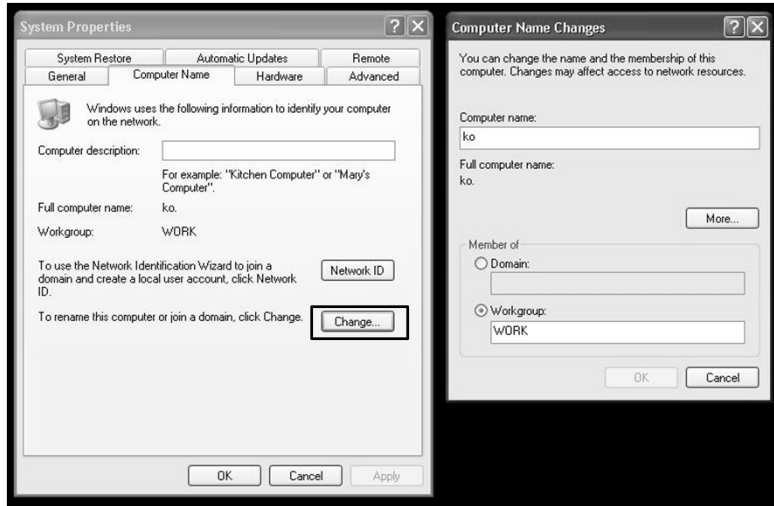 System Properties
System Restore Automatic Updates Remote
General Computer Name Hardware Advanced
Windows uses the following information to identify your computer
on the network.
Computer description:
For example: "Kitchen Computer" or "Mary's
Computer".
Full computer name: ko.
Workgroup: WORK
To use the Network Identification Wizard to join a
domain and create a local user account, click Network
ID.
Network ID
To rename this computer or join a domain, click Change.
Change...
OK Cancel Apply
Computer Name Changes
You can change the name and the membership of this
computer. Changes may affect access to network resources.
Computer name:
ko
Full computer name:
ko.
More...
Member of
Domain:
Workgroup:
WORK
OK Cancel